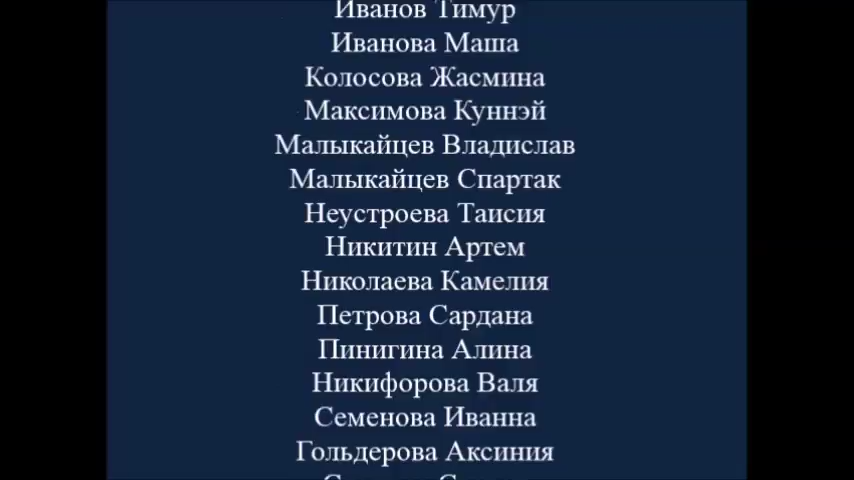 Иванов Тимур
Иванова Маша
Колосова Жасмина
Максимова Куннэй
Малыкайцев Владислав
Малыкайцев Спартак
Неустроева Таисия
Никитин Артем
Николаева Камелия
Петрова Сардана
Пинигина Алина
Никифорова Валя
Семенова Иванна
Гольдерова Аксиния